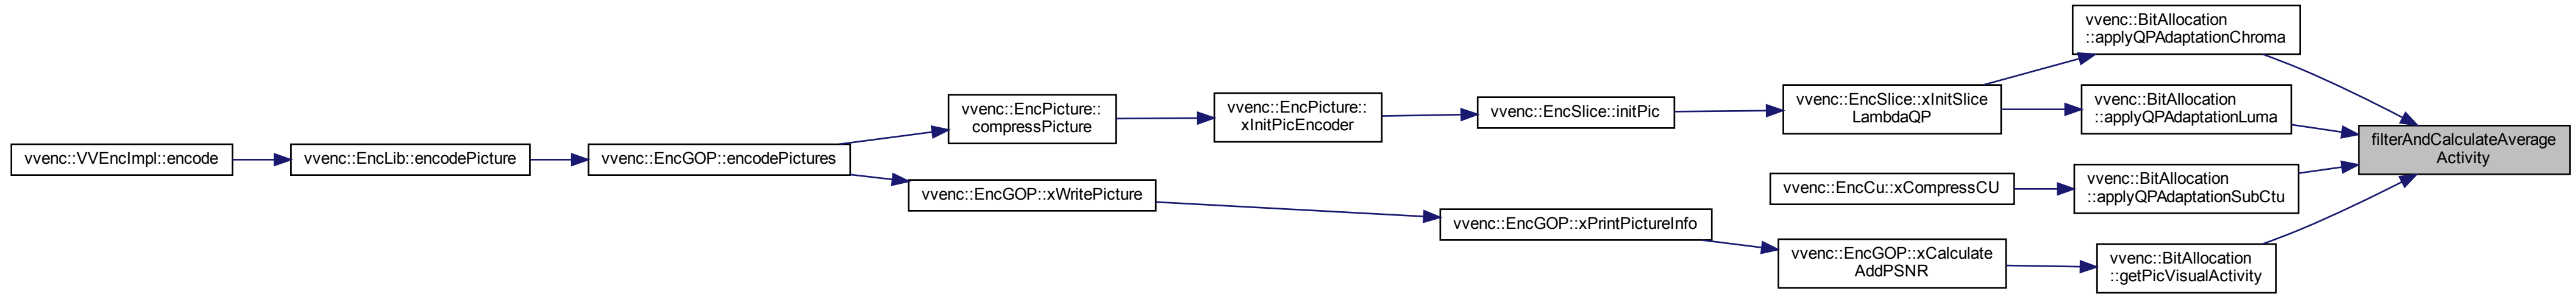 vvenc::BitAllocation
::applyQPAdaptationChroma
vvenc::EncPicture::
compressPicture
vvenc::EncPicture::
xInitPicEncoder
vvenc::EncSlice::initPic
vvenc::EncSlice::xInitSlice
LambdaQP
vvenc::BitAllocation
::applyQPAdaptationLuma
filterAndCalculateAverage
Activity
vvenc::VVEncImpl::encode
vvenc::EncLib::encodePicture
vvenc::EncGOP::encodePictures
vvenc::EncGOP::xWritePicture
vvenc::EncCu::xCompressCU
vvenc::BitAllocation
::applyQPAdaptationSubCtu
vvenc::EncGOP::xPrintPictureInfo
vvenc::EncGOP::xCalculate
AddPSNR
vvenc::BitAllocation
::getPicVisualActivity